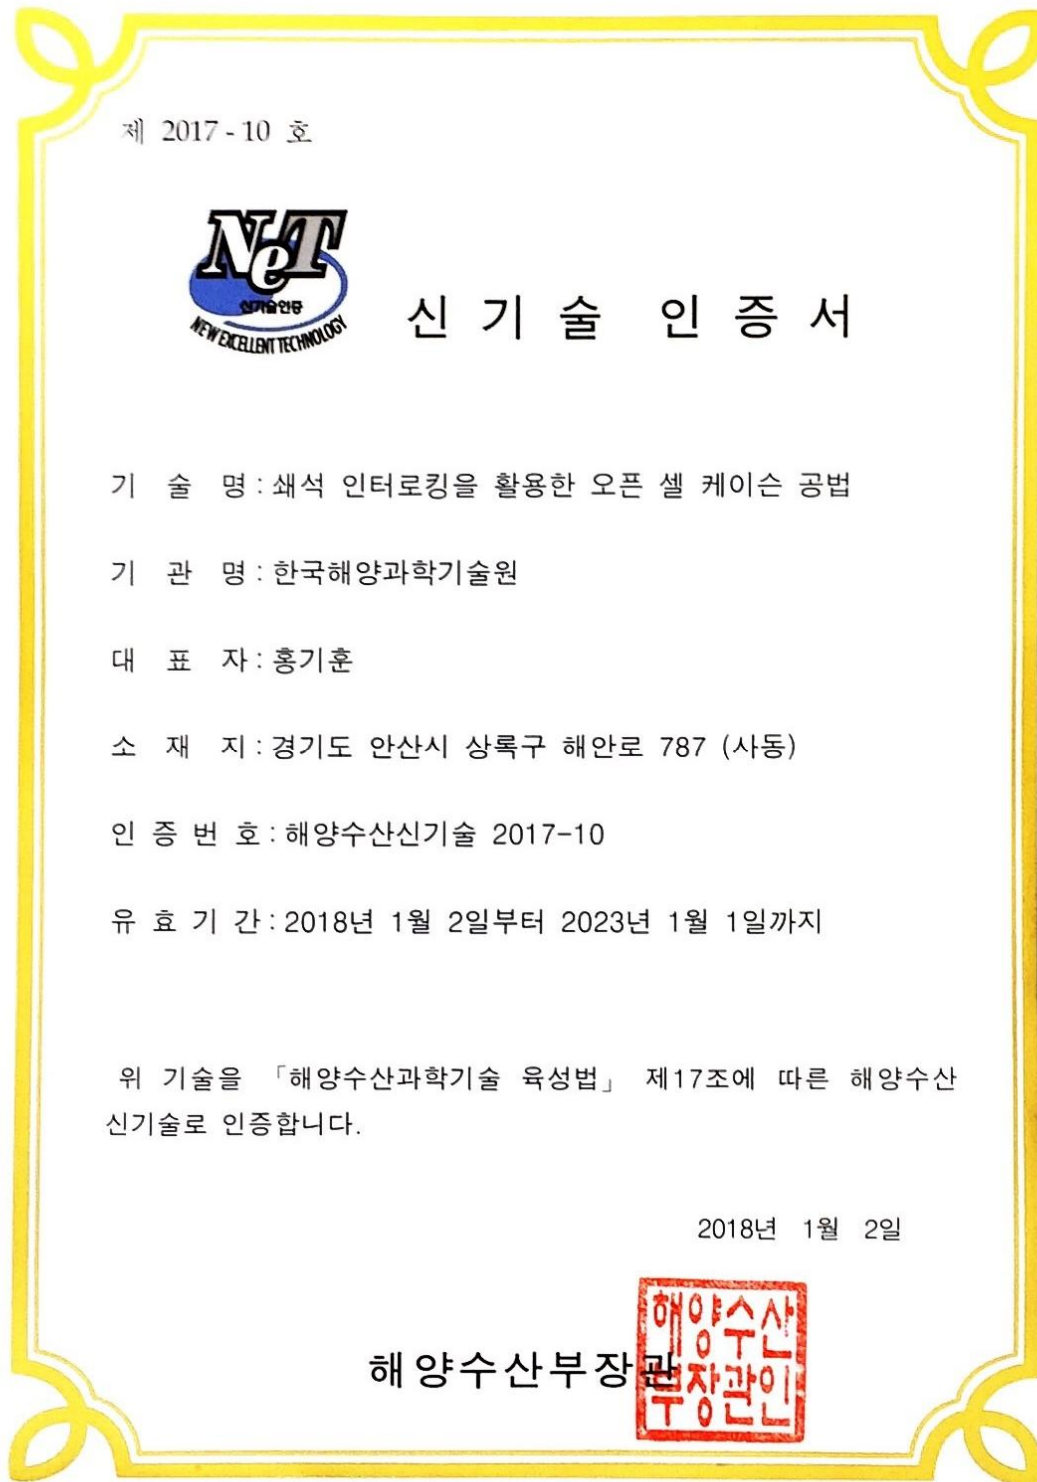 제 2017-10 호
NeT
신기술인증
NEW EXCELLENT TECHNOLOGY
신기술 인증서
기 술 명 : 쇄석 인터로킹을 활용한 오픈 셀 케이슨 공법
기 관 명 : 한국해양과학기술원
대 표 자 : 홍기훈
소 재 지 : 경기도 안산시 상록구 해안로 787 (사동)
인 증 번 호 : 해양수산신기술 2017-10
유 효 기 간 : 2018년 1월 2일부터 2023년 1월 1일까지
위 기술을 「해양수산과학기술 육성법」 제17조에 따른 해양수산
신기술로 인증합니다.
2018년 1월 2일
해양수산부장관
해양수산
부장관인